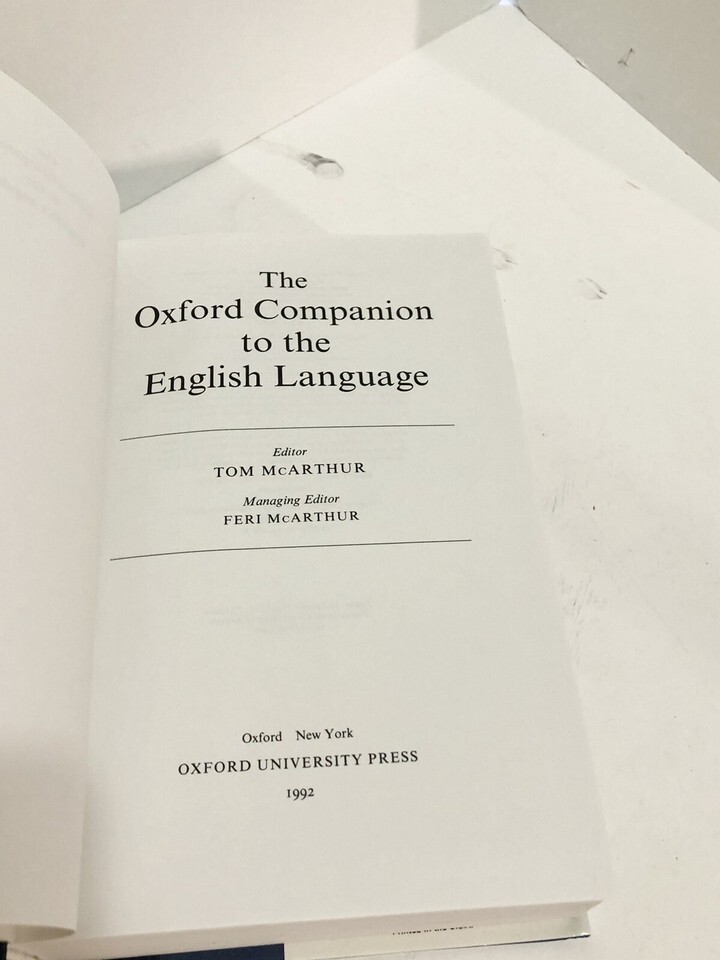 The
Oxford Companion
to the
English Language
Editor
TOM McARTHUR
Managing Editor
FERI McARTHUR
Oxford New York
OXFORD UNIVERSITY PRESS
1992